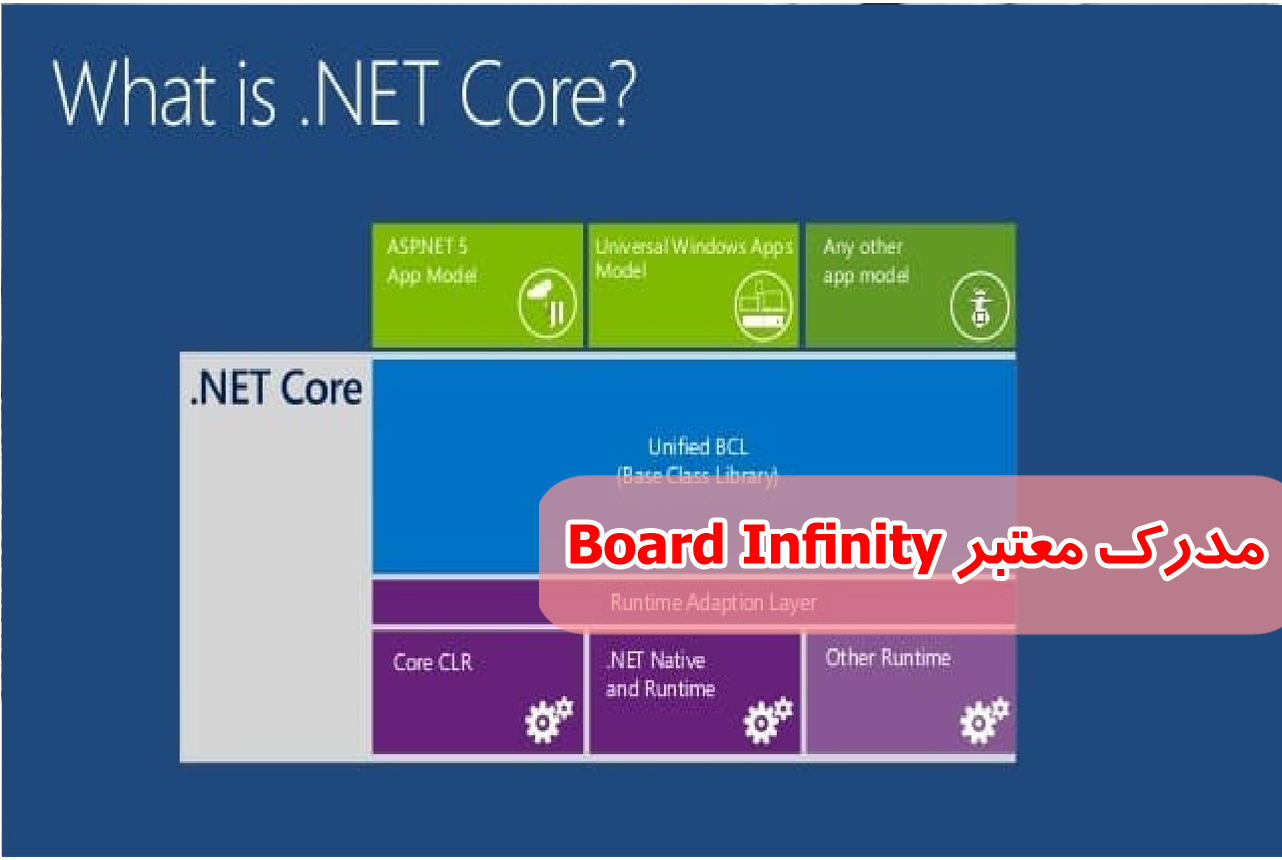 What is .NET Core?
ASP.NET 5
App Model
Universal Windows Apps
Model
Any other
app model
.NET Core
Unified BCL
(Base Class Library)
مدرک معتبر Board Infinity
Runtime Adaption Layer
Core CLR
.NET Native
and Runtime
Other Runtime